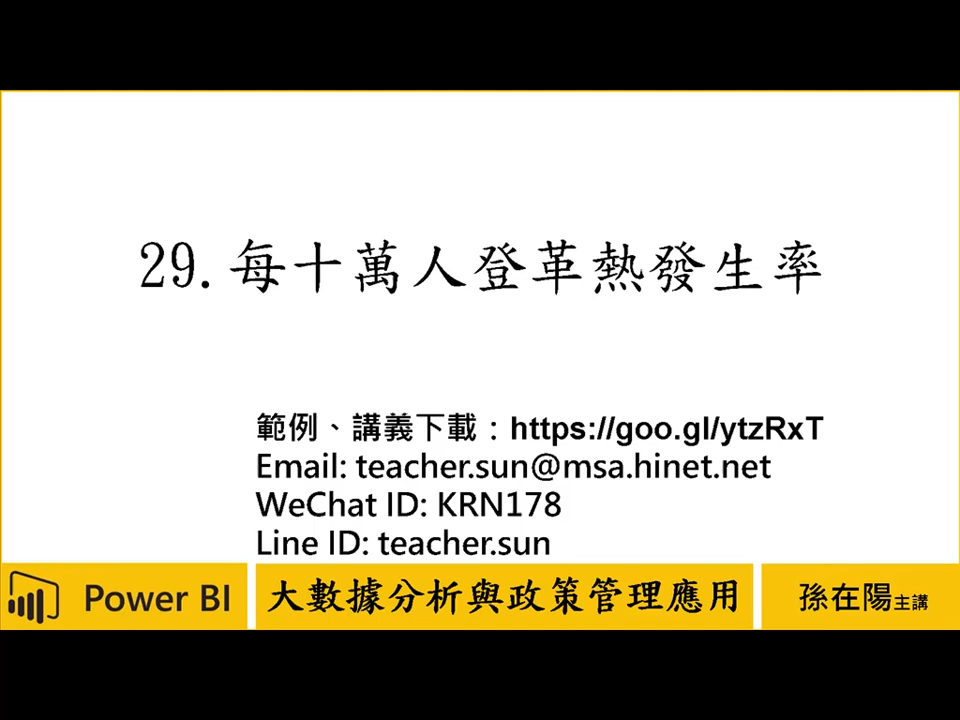 29.每十萬人登革熱發生率
範例、講義下載：https://goo.gl/ytzRxT
Email: teacher.sun@msa.hinet.net
WeChat ID: KRN178
Line ID: teacher.sun
Power BI 大數據分析與政策管理應用 孫在陽主講